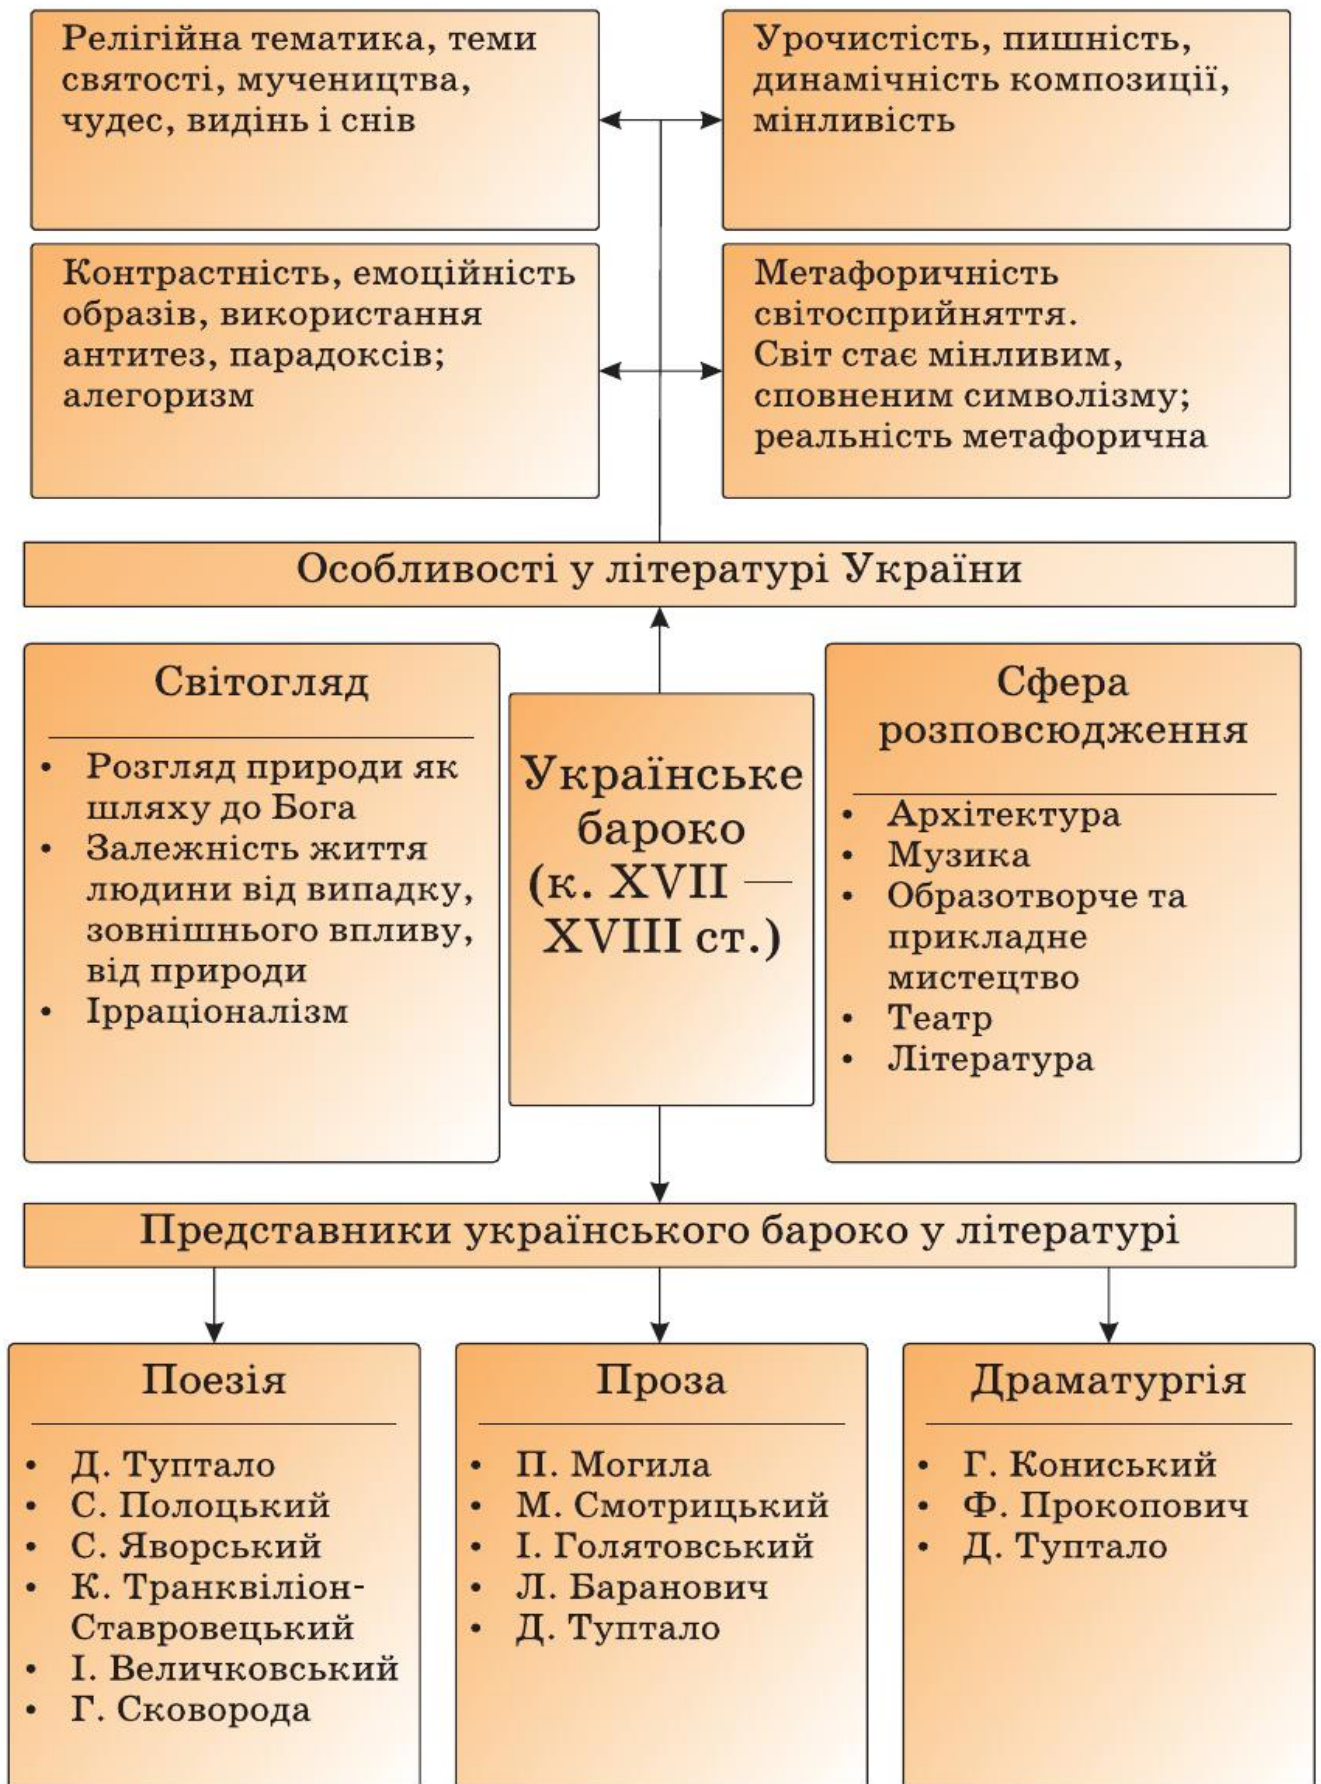 Релігійна тематика, теми
святості, мучеництва,
чудес, видінь і снів
Урочистість, пишність,
динамічність композиції,
мінливість
Контрастність, емоційність
образів, використання
антитез, парадоксів;
алегоризм
Метафоричність
світосприйняття.
Світ стає мінливим,
сповненим символізму;
реальність метафорична
Особливості у літературі України
Світогляд
• Розгляд природи як
шляху до Бога
• Залежність життя
людини від випадку,
зовнішнього впливу,
від природи
• Ірраціоналізм
Українське
бароко
(к. XVII —
XVIII ст.)
Сфера
розповсюдження
• Архітектура
• Музика
• Образотворче та
прикладне
мистецтво
• Театр
• Література
Представники українського бароко у літературі
Поезія
• Д. Туптало
• С. Полоцький
• С. Яворський
• К. Транквіліон-
Ставровецький
• І. Величковський
• Г. Сковорода
Проза
• П. Могила
• М. Смотрицький
• І. Голятовський
• Л. Баранович
• Д. Туптало
Драматургія
• Г. Кониський
• Ф. Прокопович
• Д. Туптало